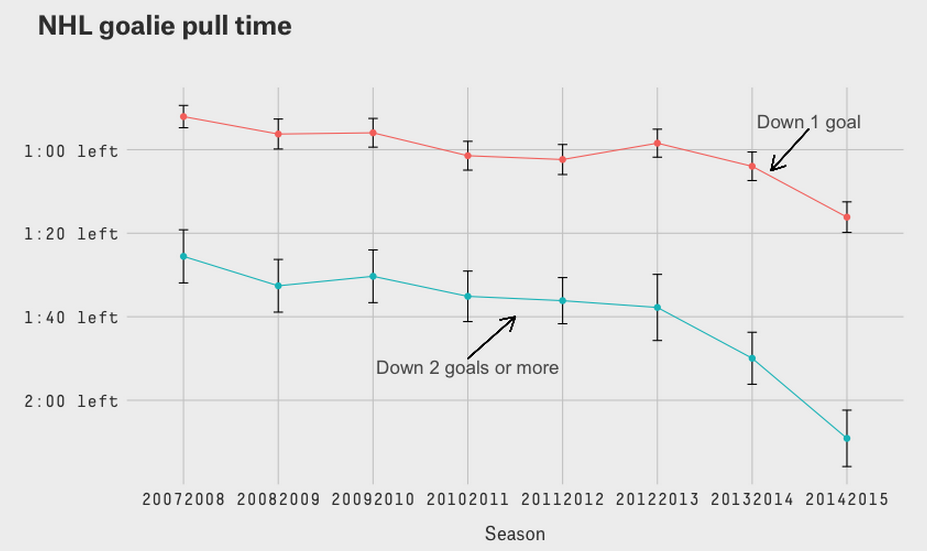 NHL goalie pull time
Down 1 goal
1:00 left
1:20 left
1:40 left
Down 2 goals or more
2:00 left
20072008 20082009 20092010 20102011 20112012 20122013 20132014 20142015
Season